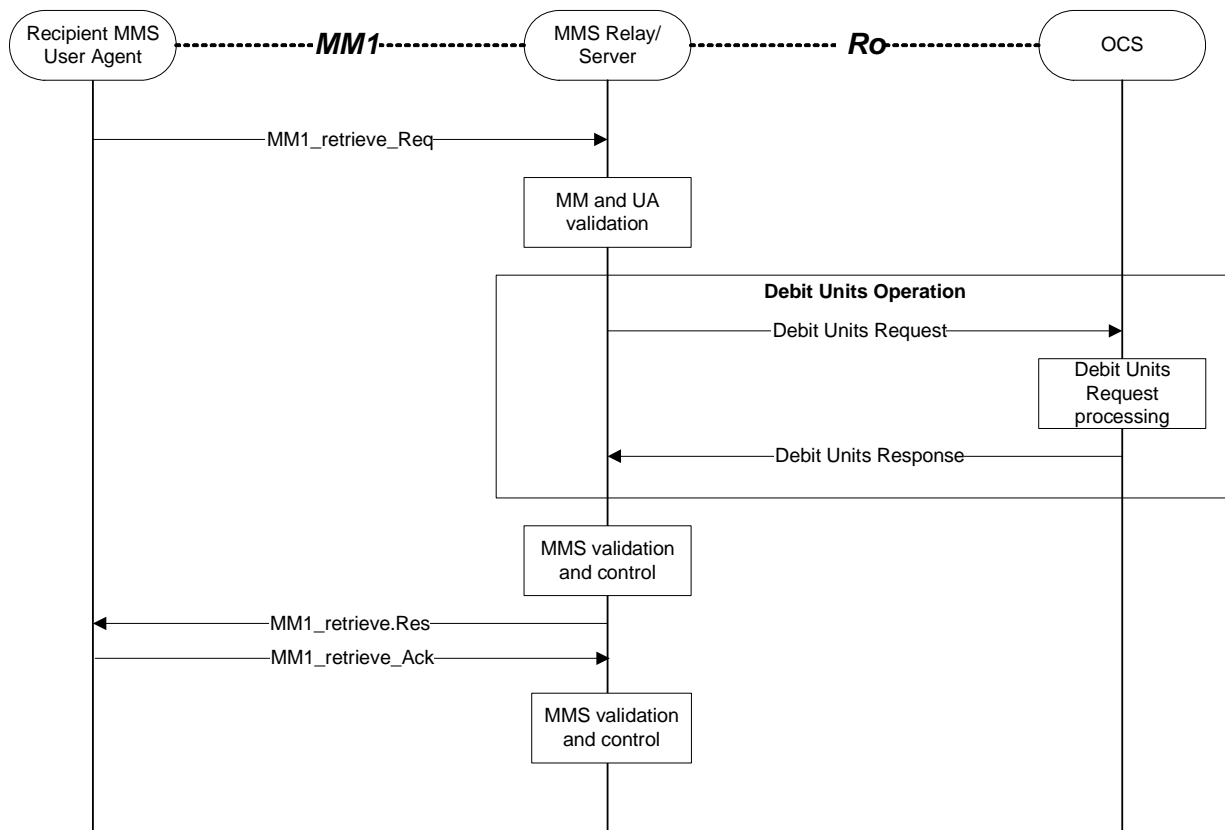 Recipient MMS
User Agent
MM1
MMS Relay/
Server
Ro
OCS
MM1_retrieve_Req
MM and UA
validation
Debit Units Operation
Debit Units Request
Debit Units
Request
processing
Debit Units Response
MMS validation
and control
MM1_retrieve.Res
MM1_retrieve_Ack
MMS validation
and control